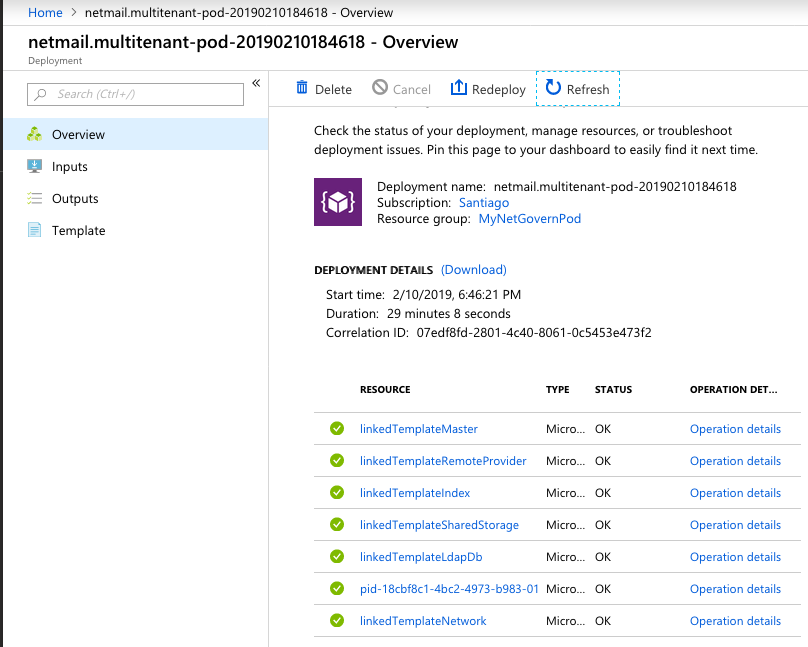 Home > netmail.multitenant-pod-20190210184618 - Overview
netmail.multitenant-pod-20190210184618 - Overview
Deployment
Search (Ctrl+/)
«
Overview
Inputs
Outputs
Template
Delete Cancel Redeploy Refresh
Check the status of your deployment, manage resources, or troubleshoot
deployment issues. Pin this page to your dashboard to easily find it next time.
Deployment name: netmail.multitenant-pod-20190210184618
Subscription: Santiago
Resource group: MyNetGovernPod
DEPLOYMENT DETAILS (Download)
Start time: 2/10/2019, 6:46:21 PM
Duration: 29 minutes 8 seconds
Correlation ID: 07edf8fd-2801-4c40-8061-0c5453e473f2
RESOURCE TYPE STATUS OPERATION DET...
linkedTemplateMaster Micro... OK Operation details
linkedTemplateRemoteProvider Micro... OK Operation details
linkedTemplateIndex Micro... OK Operation details
linkedTemplateSharedStorage Micro... OK Operation details
linkedTemplateLdapDb Micro... OK Operation details
pid-18cbf8c1-4bc2-4973-b983-01 Micro... OK Operation details
linkedTemplateNetwork Micro... OK Operation details